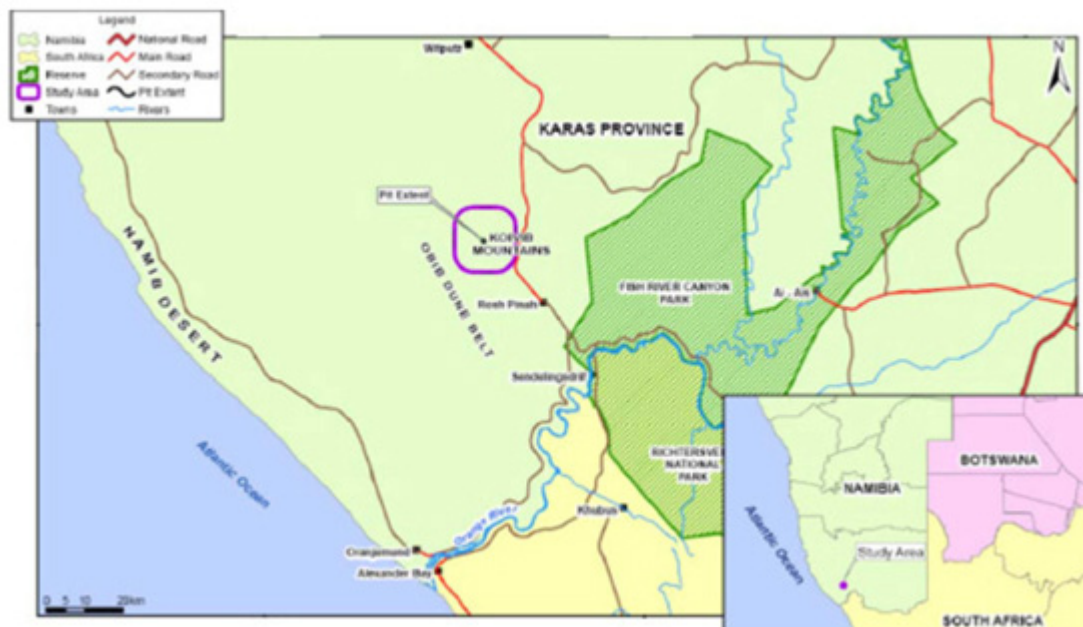 Legend
Namibia
South Africa
Reserve
Study Area
Towns
National Road
Main Road
Secondary Road
Pit Extent
Rivers
N
Witputz
KARAS PROVINCE
Pit Extent
MOUNTAINS
NAMIB DESERT
OBIB DUNE BELT
FISH RIVER CANYON
PARK
Ai - Ais
Rosh Pinah
Sendelingsdrif
RICHTERSVELD
NATIONAL
PARK
Atlantic Ocean
Orange River
Khubus
Oranjemund
Alexander Bay
0 5 10 20km
BOTSWANA
NAMIBIA
Atlantic Ocean
Study Area
SOUTH AFRICA